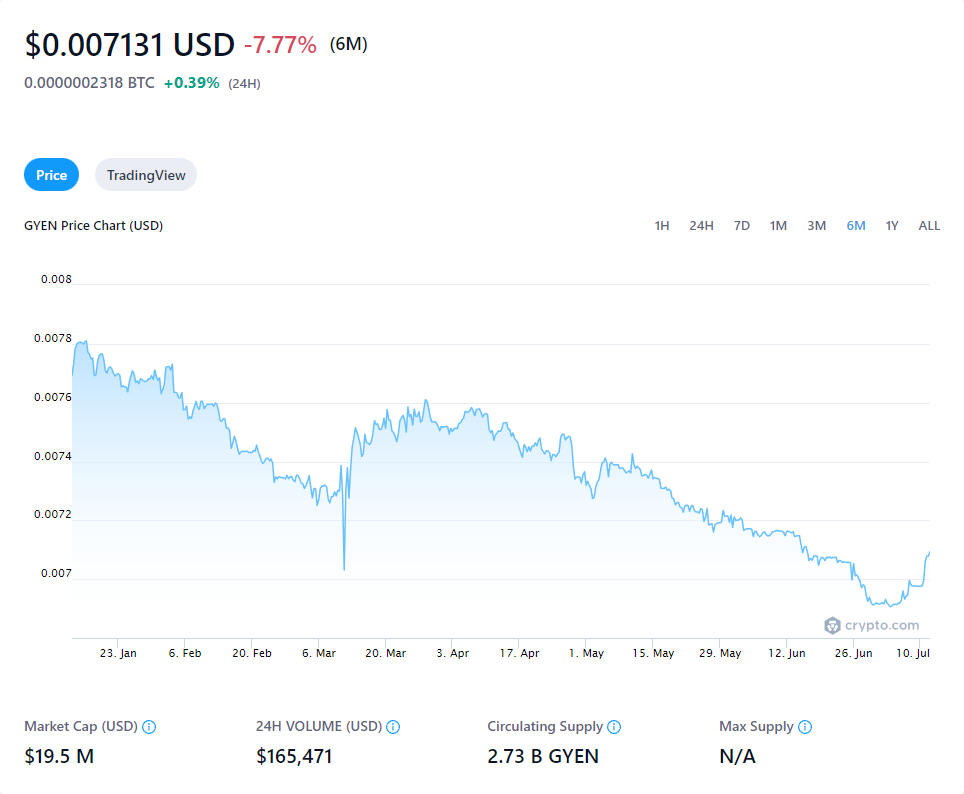 $0.007131 USD -7.77% (6M)
0.0000002318 BTC +0.39% (24H)
Price TradingView
GYEN Price Chart (USD) 1H 24H 7D 1M 3M 6M 1Y ALL
0.008
0.0078
0.0076
0.0074
0.0072
0.007
crypto.com
23. Jan 6. Feb 20. Feb 6. Mar 20. Mar 3. Apr 17. Apr 1. May 15. May 29. May 12. Jun 26. Jun 10. Jul
Market Cap (USD) 24H VOLUME (USD) Circulating Supply Max Supply
$19.5 M $165,471 2.73 B GYEN N/A